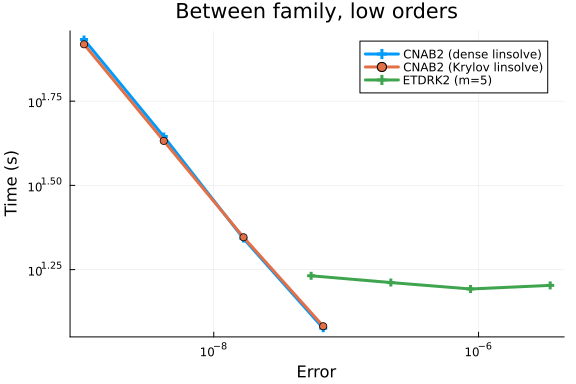 Between family, low orders
CNAB2 (dense linsolve)
CNAB2 (Krylov linsolve)
ETDRK2 (m=5)
Time (s)
10^1.75
10^1.50
10^1.25
10^−8
10^−6
Error